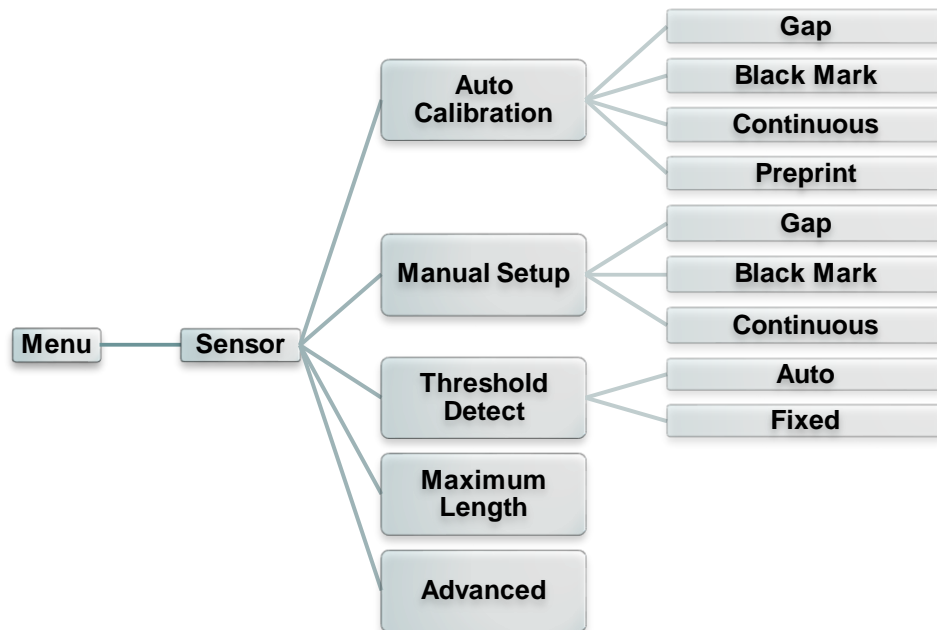 Menu
Sensor
Auto
Calibration
Gap
Black Mark
Continuous
Preprint
Manual Setup
Gap
Black Mark
Continuous
Threshold
Detect
Auto
Fixed
Maximum
Length
Advanced